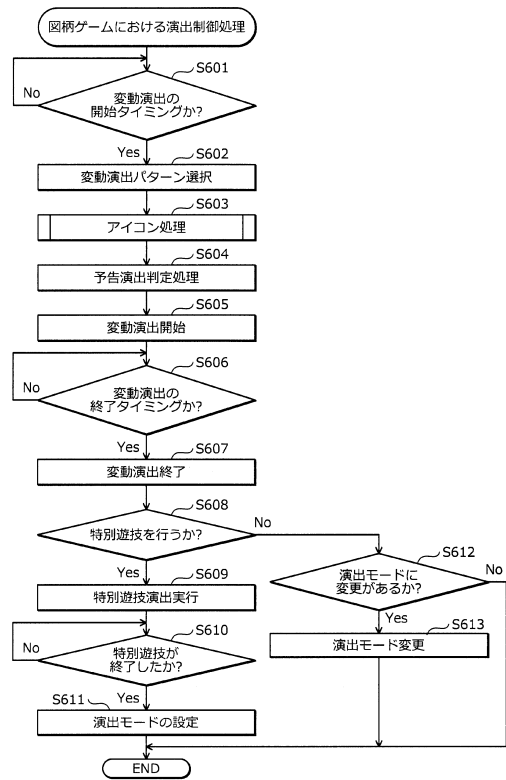 図柄ゲームにおける演出制御処理
S601
変動演出の
開始タイミングか?
No
Yes
S602
変動演出パターン選択
S603
アイコン処理
S604
予告演出判定処理
S605
変動演出開始
S606
変動演出の
終了タイミングか?
No
Yes
S607
変動演出終了
S608
特別遊技を行うか?
No
Yes
S609
特別遊技演出実行
S610
特別遊技が
終了したか?
No
Yes
S611
演出モードの設定
S612
演出モードに
変更があるか?
No
Yes
S613
演出モード変更
END